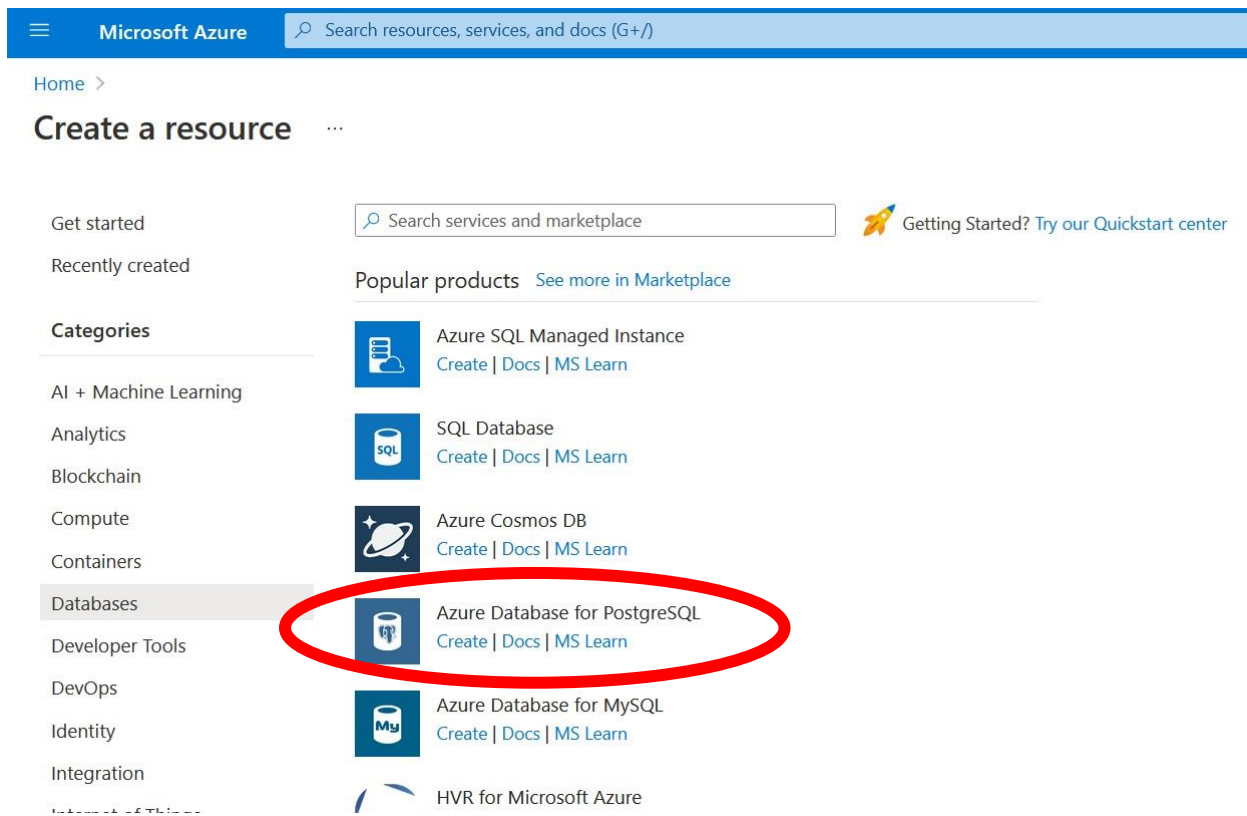 Microsoft Azure
Search resources, services, and docs (G+/)
Home >
Create a resource ...
Get started
Recently created
Categories
AI + Machine Learning
Analytics
Blockchain
Compute
Containers
Databases
Developer Tools
DevOps
Identity
Integration
Internet of Things
Search services and marketplace
Getting Started? Try our Quickstart center
Popular products See more in Marketplace
Azure SQL Managed Instance
Create | Docs | MS Learn
SQL
SQL Database
Create | Docs | MS Learn
Azure Cosmos DB
Create | Docs | MS Learn
Azure Database for PostgreSQL
Create | Docs | MS Learn
My
Azure Database for MySQL
Create | Docs | MS Learn
HVR for Microsoft Azure